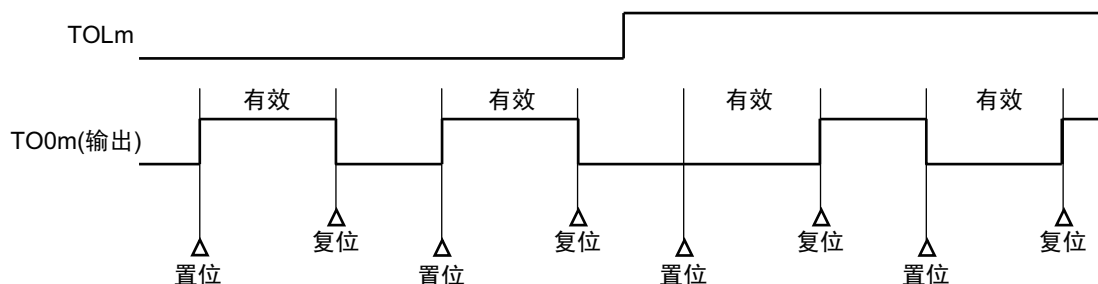 TOLm
有效 有效 有效 有效
TO0m(输出)
复位 复位 复位 复位
置位 置位 置位 置位